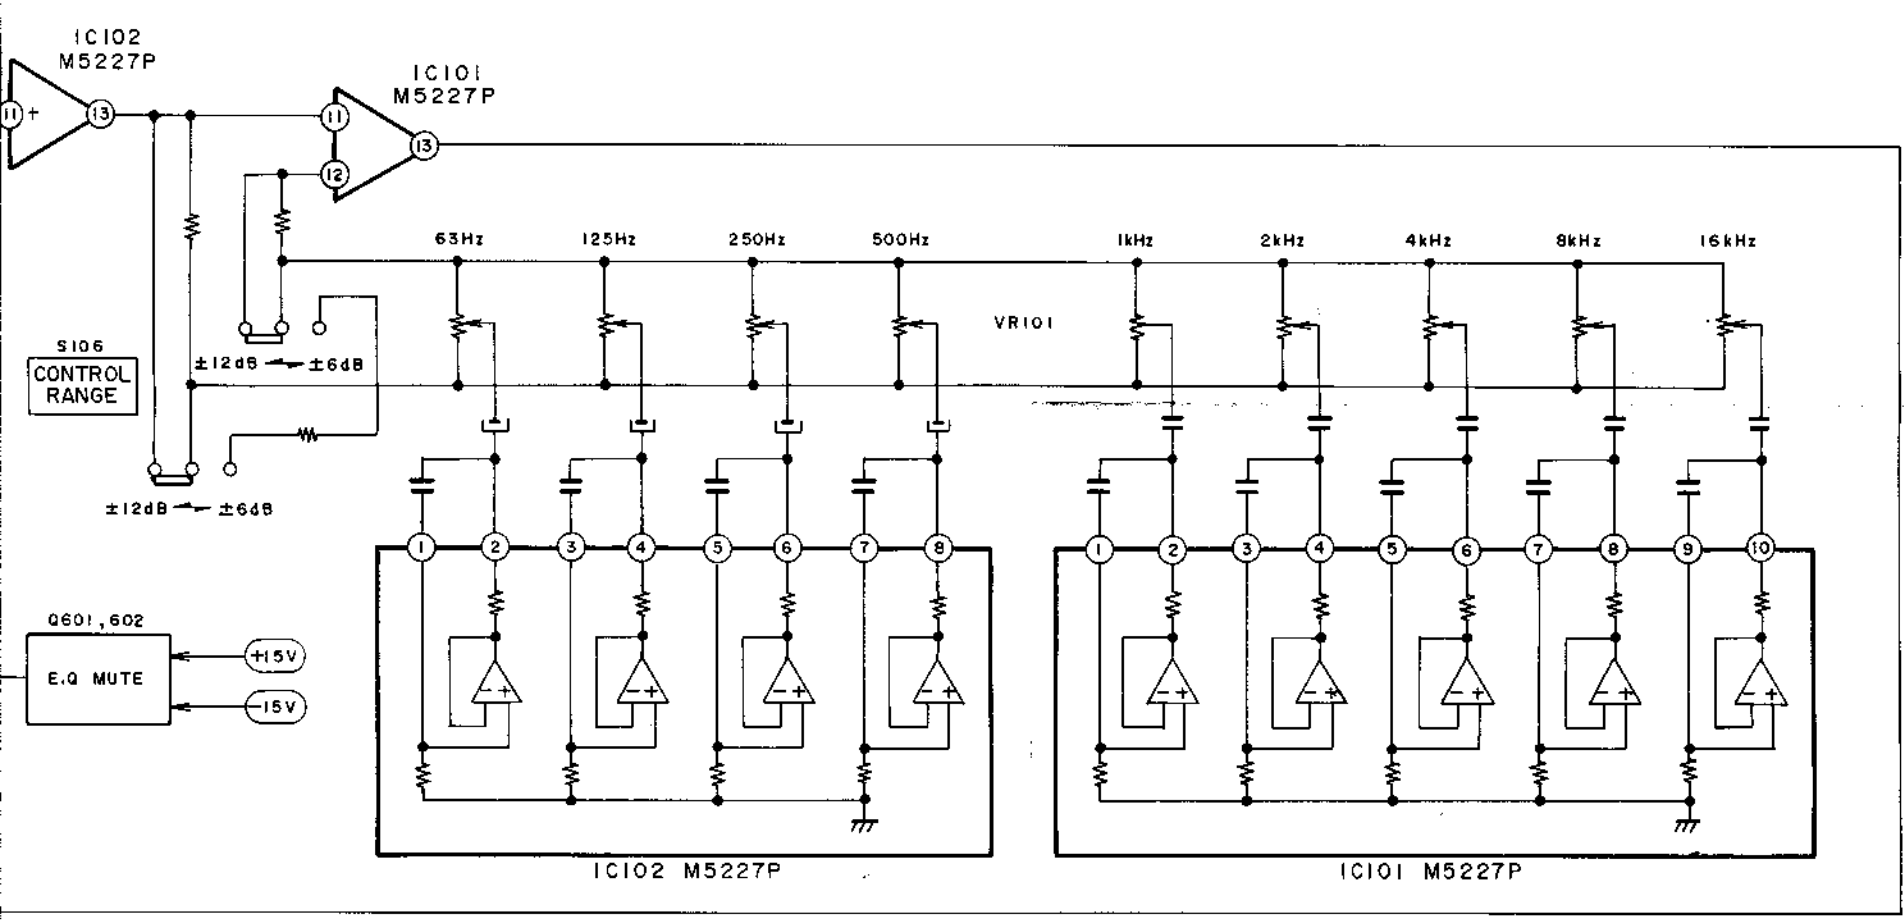 IC102
M5227P
IC101
M5227P
11
+
13
11
12
13
63Hz
125Hz
250Hz
500Hz
1kHz
2kHz
4kHz
8kHz
16kHz
VR101
S106
CONTROL
RANGE
±12dB
±6dB
±12dB
±6dB
1
2
3
4
5
6
7
8
1
2
3
4
5
6
7
8
9
10
Q601,602
E.Q MUTE
+15V
-15V
- +
- +
- +
- +
- +
- +
- +
- +
- +
IC102 M5227P
IC101 M5227P